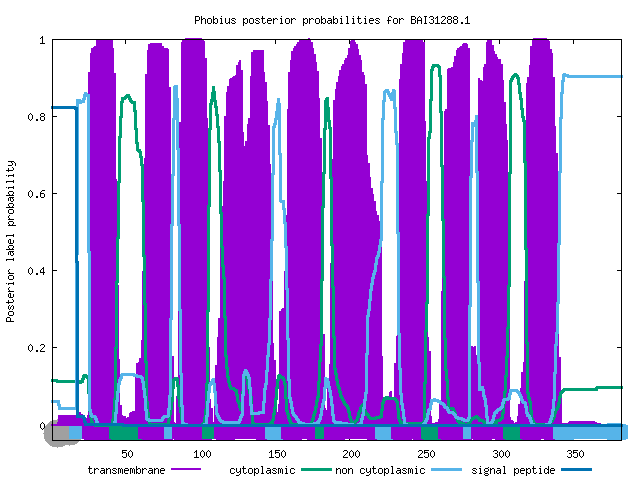 Phobius posterior probabilities for BAI31288.1
1
0.8
0.6
0.4
0.2
0
Posterior label probability
50
100
150
200
250
300
350
transmembrane
cytoplasmic
non cytoplasmic
signal peptide